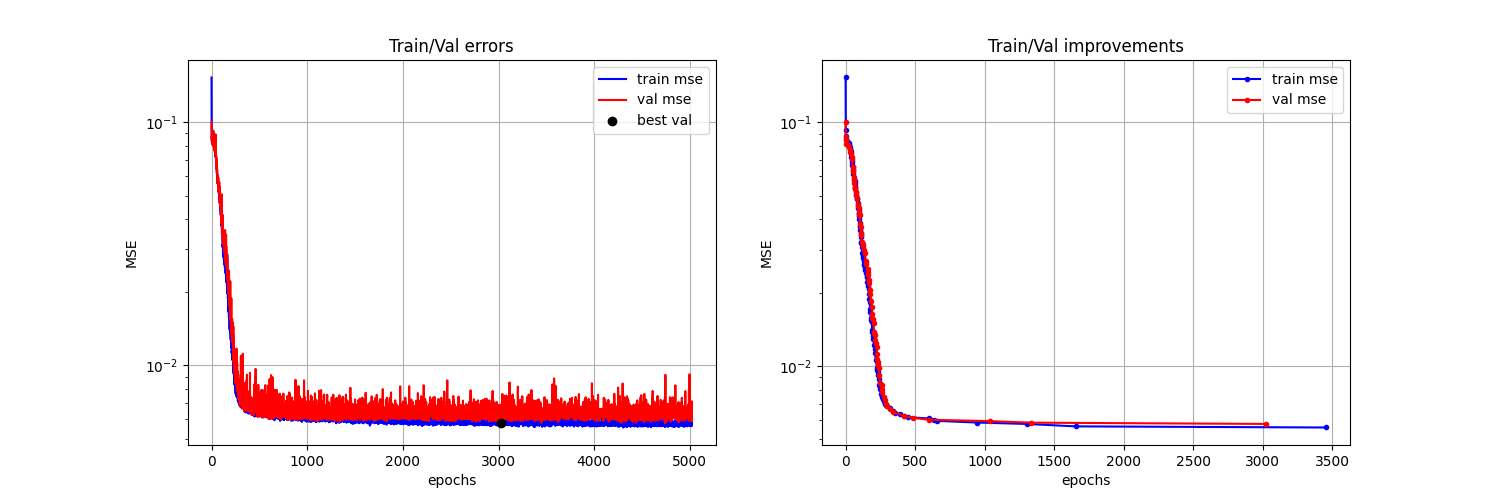 Train/Val errors
train mse
val mse
best val
10⁻¹
10⁻²
MSE
0 1000 2000 3000 4000 5000
epochs
Train/Val improvements
train mse
val mse
10⁻¹
10⁻²
MSE
0 500 1000 1500 2000 2500 3000 3500
epochs